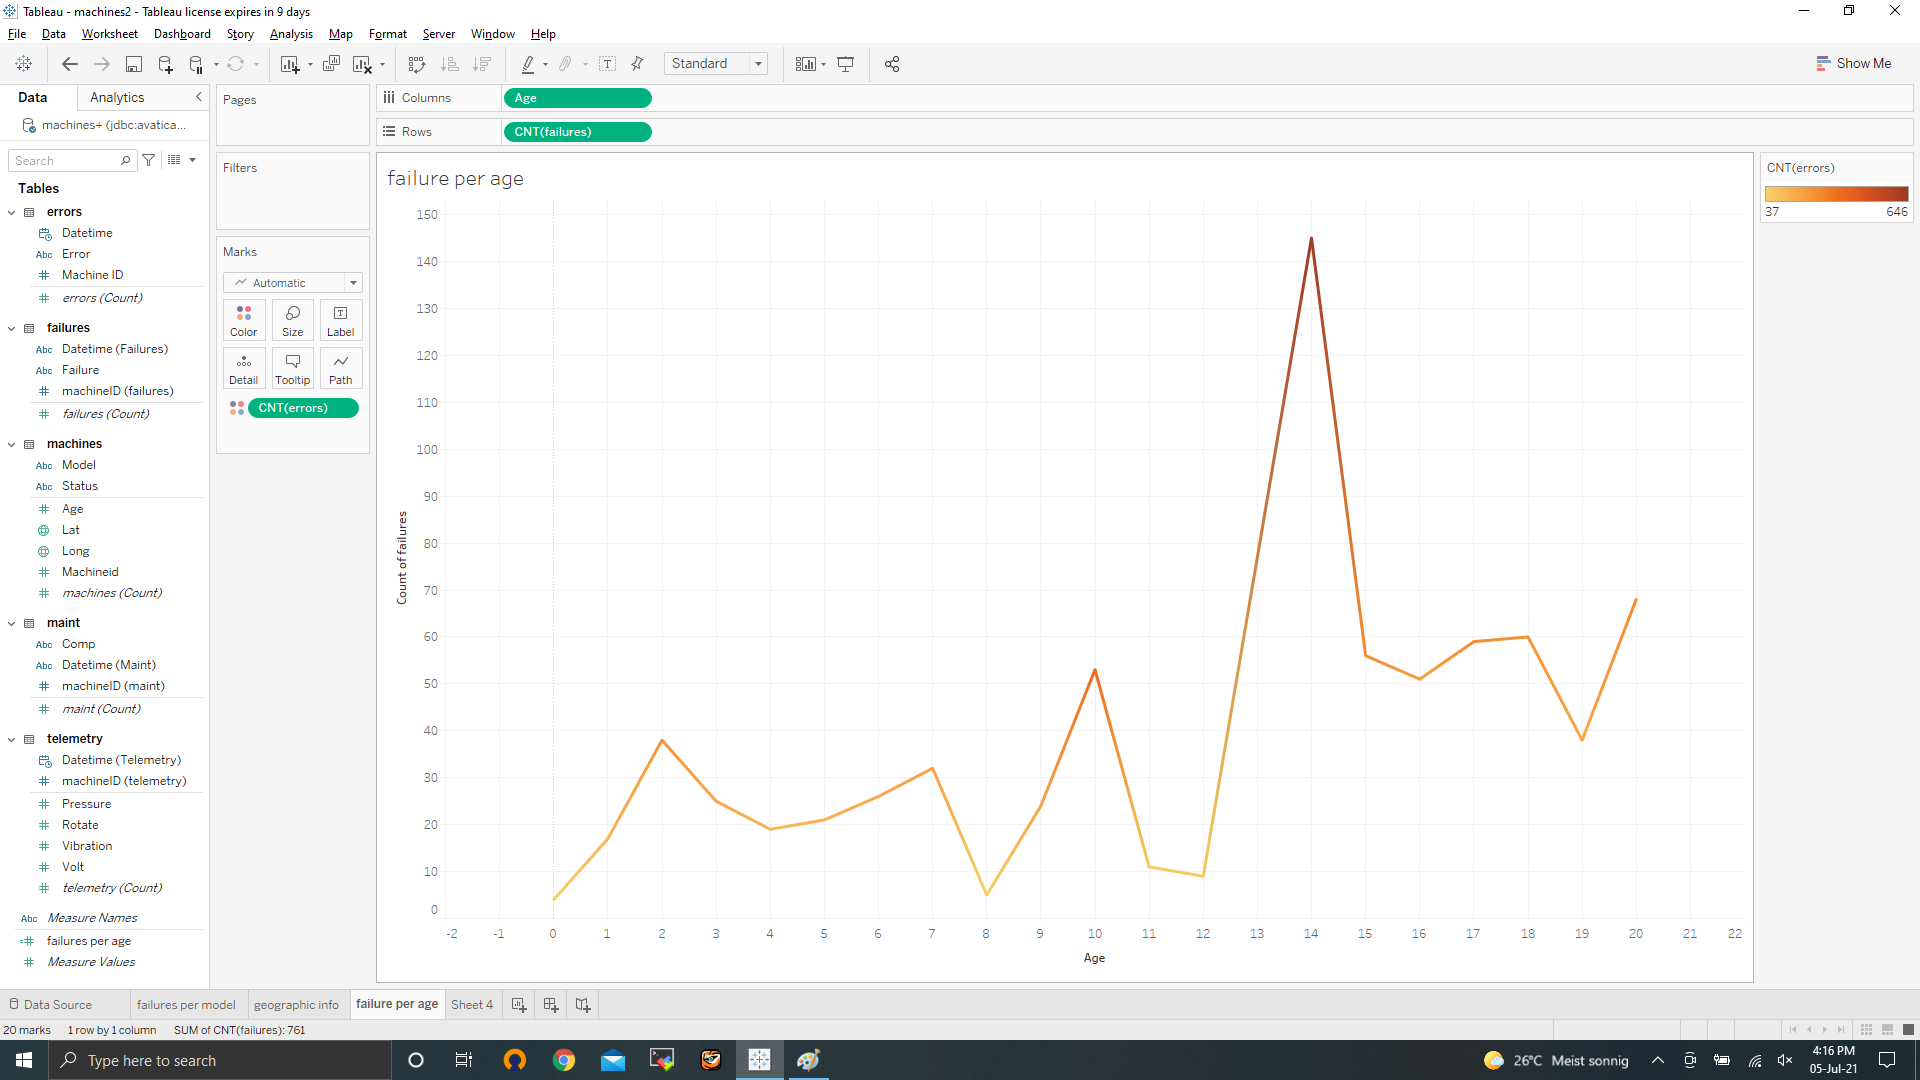 Tableau - machines2 - Tableau license expires in 9 days
File Data Worksheet Dashboard Story Analysis Map Format Server Window Help
Standard
Show Me
Data Analytics
machines+ (jdbc:avatica...
Search
Tables
errors
Datetime
Abc Error
Machine ID
errors (Count)
failures
Abc Datetime (Failures)
Abc Failure
machineID (failures)
failures (Count)
machines
Abc Model
Abc Status
Age
Lat
Long
Machineid
machines (Count)
maint
Abc Comp
Abc Datetime (Maint)
machineID (maint)
maint (Count)
telemetry
Datetime (Telemetry)
machineID (telemetry)
Pressure
Rotate
Vibration
Volt
telemetry (Count)
Abc Measure Names
failures per age
Measure Values
Pages
Filters
Marks
Automatic
Color Size Label
Detail Tooltip Path
CNT(errors)
Columns Age
Rows CNT(failures)
failure per age
150
140
130
120
110
100
90
80
70
60
50
40
30
20
10
0
Count of failures
-2 -1 0 1 2 3 4 5 6 7 8 9 10 11 12 13 14 15 16 17 18 19 20 21 22
Age
CNT(errors)
37 646
Data Source failures per model geographic info failure per age Sheet 4
20 marks 1 row by 1 column SUM of CNT(failures): 761
Type here to search
26°C Meist sonnig
4:16 PM
05-Jul-21